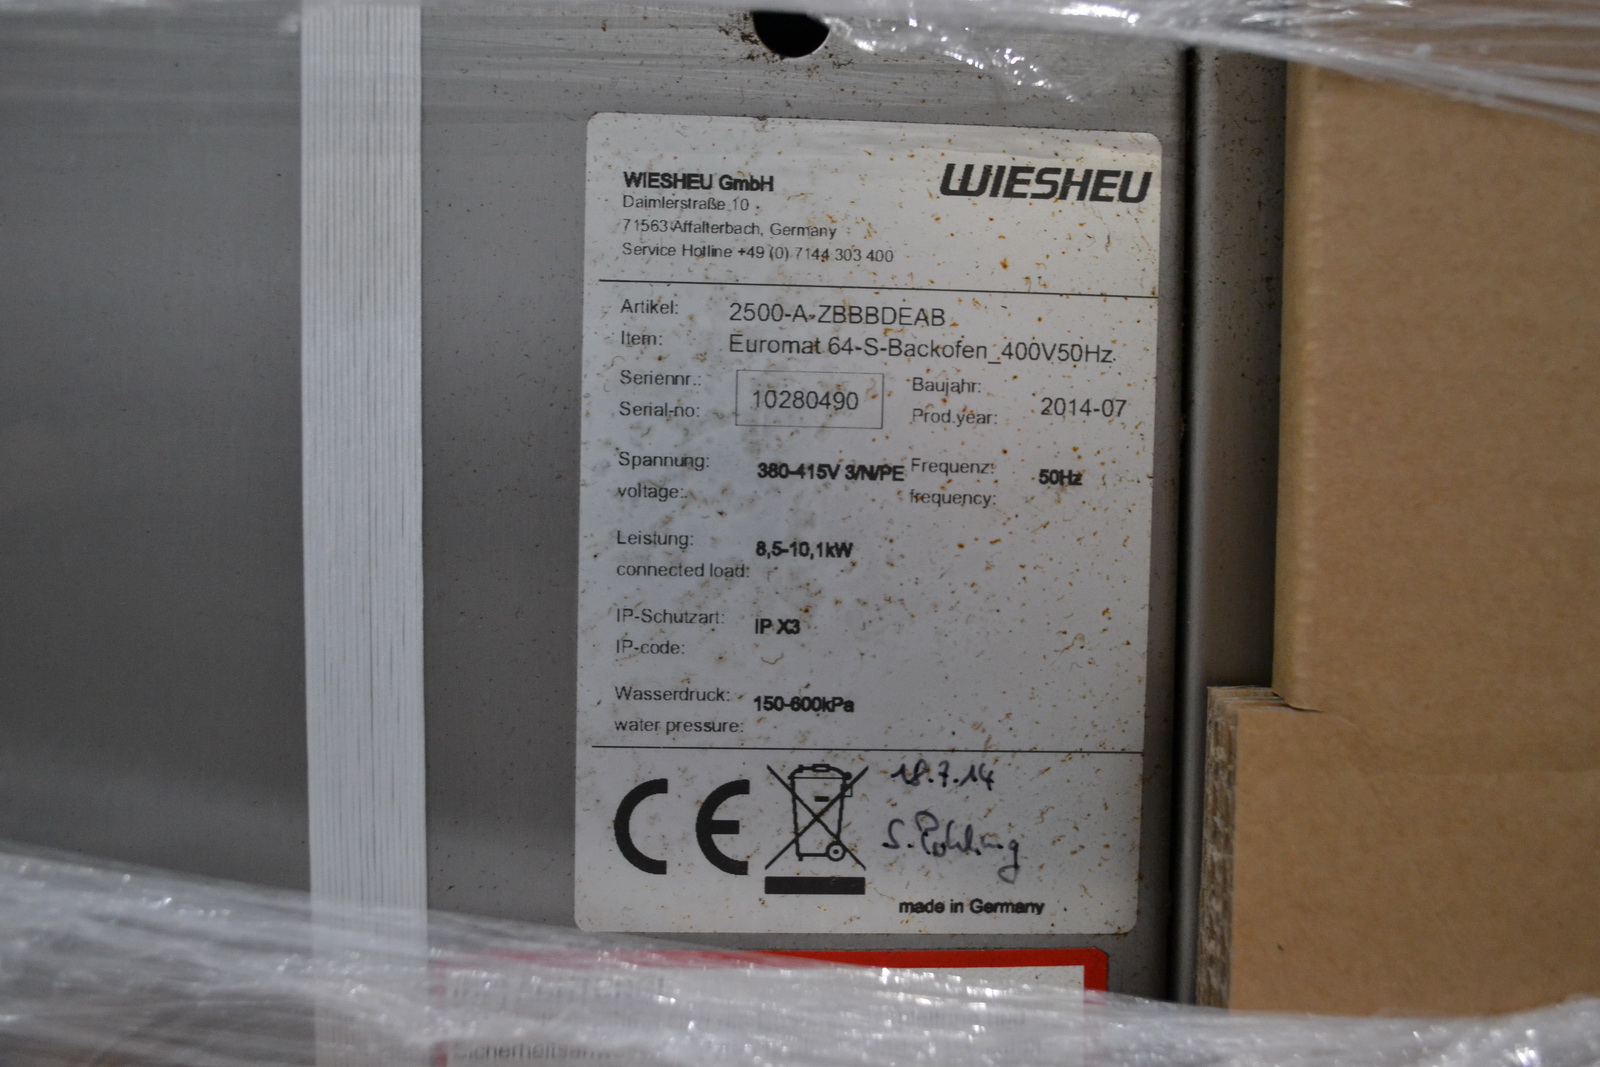 WIESHEU GmbH
WIESHEU
Daimlerstraße 10
71563 Affalterbach, Germany
Service Hotline +49 (0) 7144 303 400
Artikel: 2500-A-ZBBBDEAB
Item: Euromat 64-S-Backofen_400V50Hz
Seriennr.: Baujahr:
Serial-no: 10280490 Prod.year: 2014-07
Spannung: 380-415V 3/N/PE Frequenz: 50Hz
voltage: frequency:
Leistung: 8,5-10,1kW
connected load:
IP-Schutzart: IP X3
IP-code:
Wasserdruck: 150-600kPa
water pressure:
CE
18.7.14
S. Pohling
made in Germany